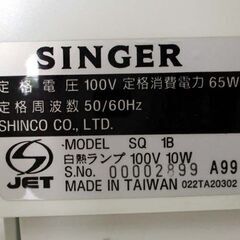 SINGER
定格電圧 100V 定格消費電力 65W
定格周波数 50/60Hz
SHINCO CO., LTD.
MODEL SQ 1B
白熱ランプ 100V 10W
S.No. 00002899 A99
JET
MADE IN TAIWAN 022TA20302